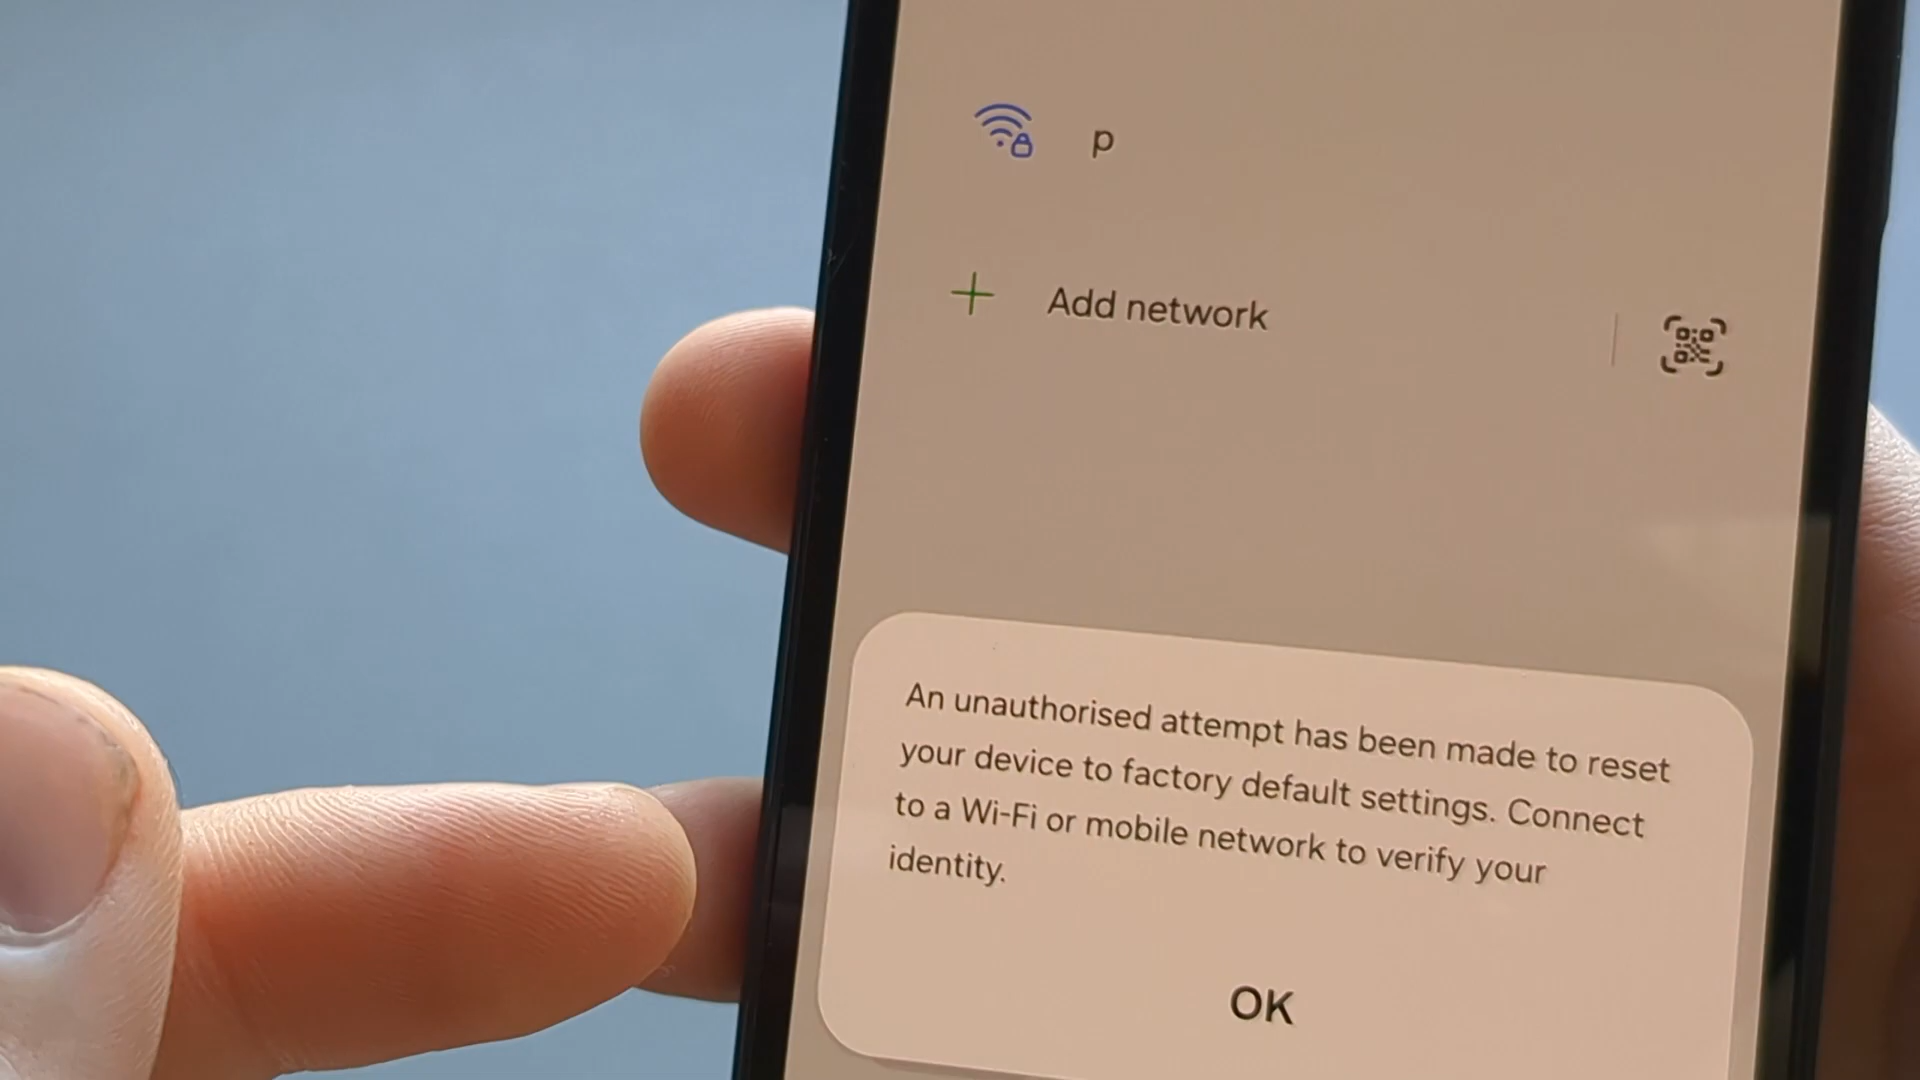 p
Add network
An unauthorised attempt has been made to reset
your device to factory default settings. Connect
to a Wi-Fi or mobile network to verify your
identity.
OK